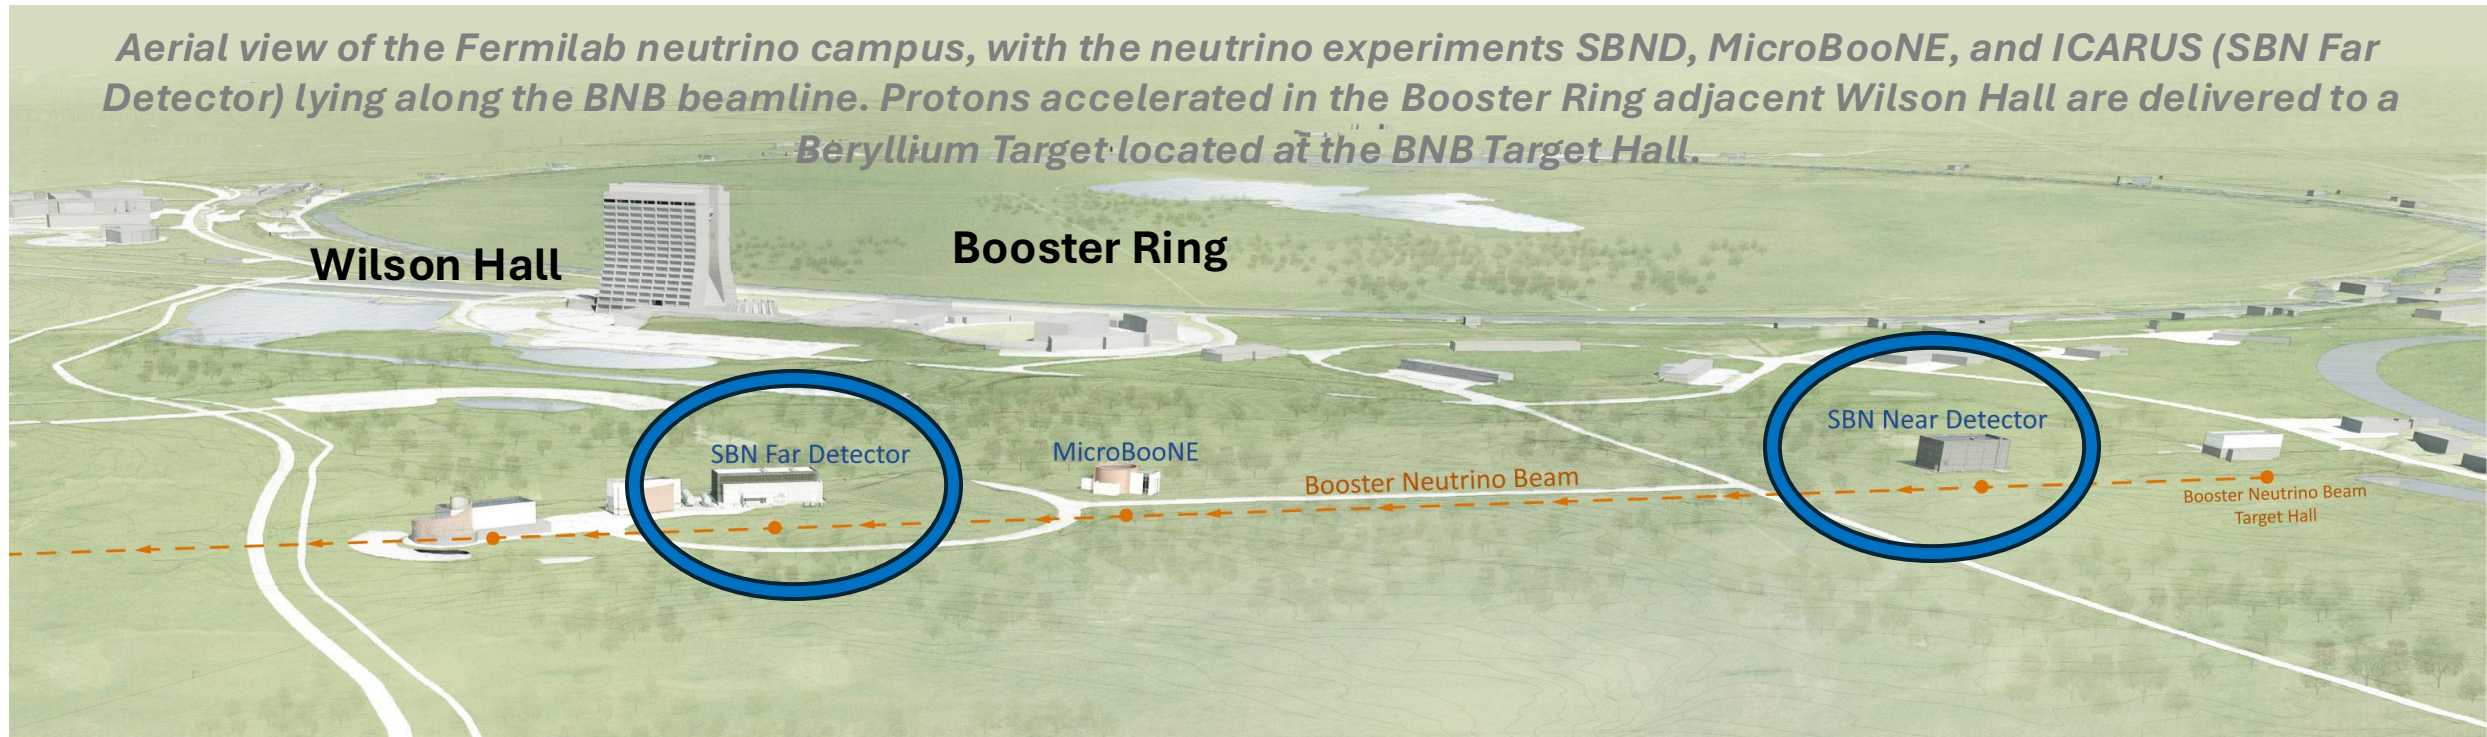 Aerial view of the Fermilab neutrino campus, with the neutrino experiments SBND, MicroBooNE, and ICARUS (SBN Far
Detector) lying along the BNB beamline. Protons accelerated in the Booster Ring adjacent Wilson Hall are delivered to a
Beryllium Target located at the BNB Target Hall.
Wilson Hall
Booster Ring
SBN Far Detector
MicroBooNE
Booster Neutrino Beam
SBN Near Detector
Booster Neutrino Beam
Target Hall